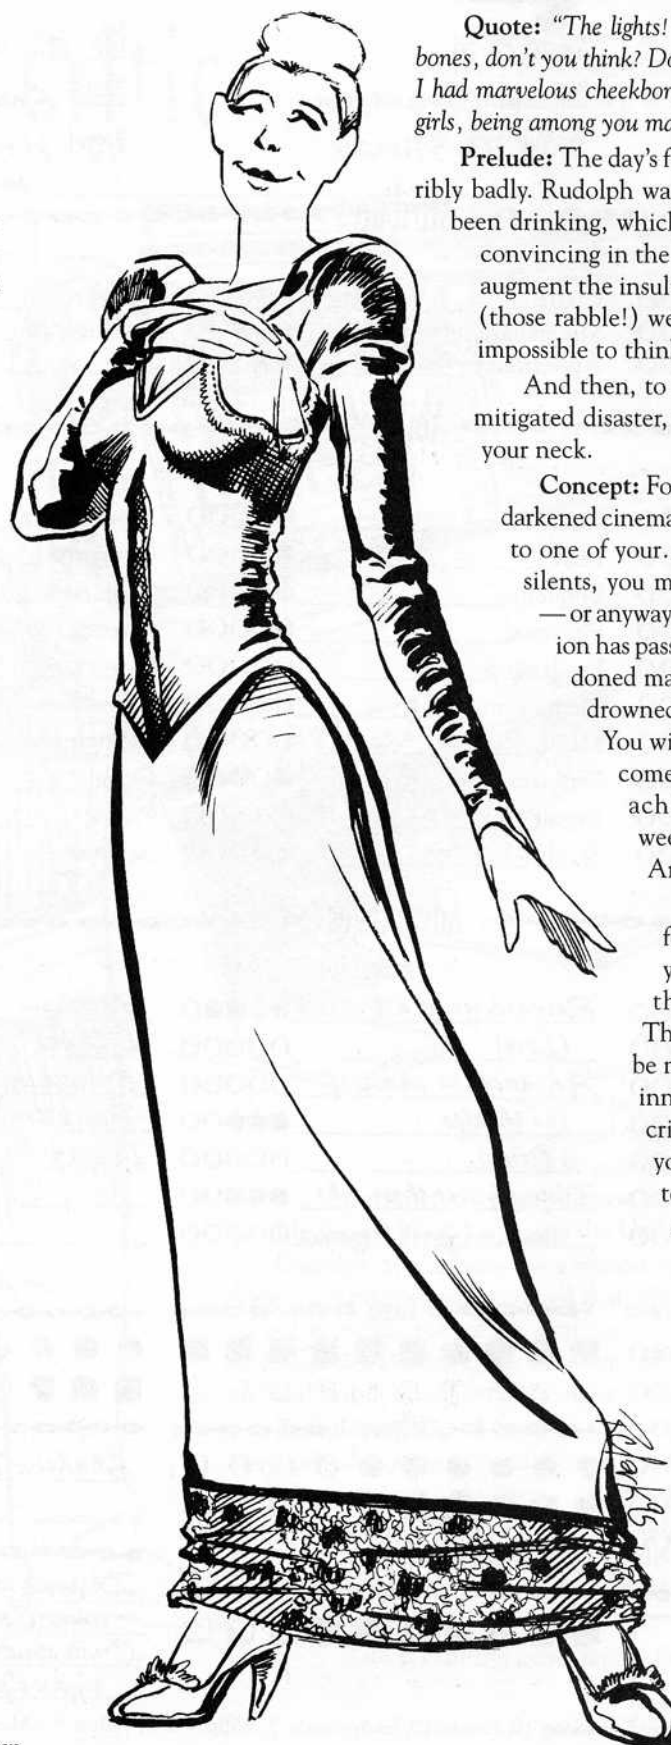 Quote: "The lights!
bones, don't you think? De
I had marvelous cheekbon
girls, being among you ma
Prelude: The day's f
ribly badly. Rudolph wa
been drinking, which
convincing in the
augment the insul
(those rabble!) we
impossible to thin
And then, to
mitigated disaster,
your neck.
Concept: Fo
darkened cinema
to one of your.
silents, you m
— or anyway
ion has pass
doned ma
drowned
You wi
come
ach
wee
Ar
f
y
th
Th
be n
inn
cri
yo
to